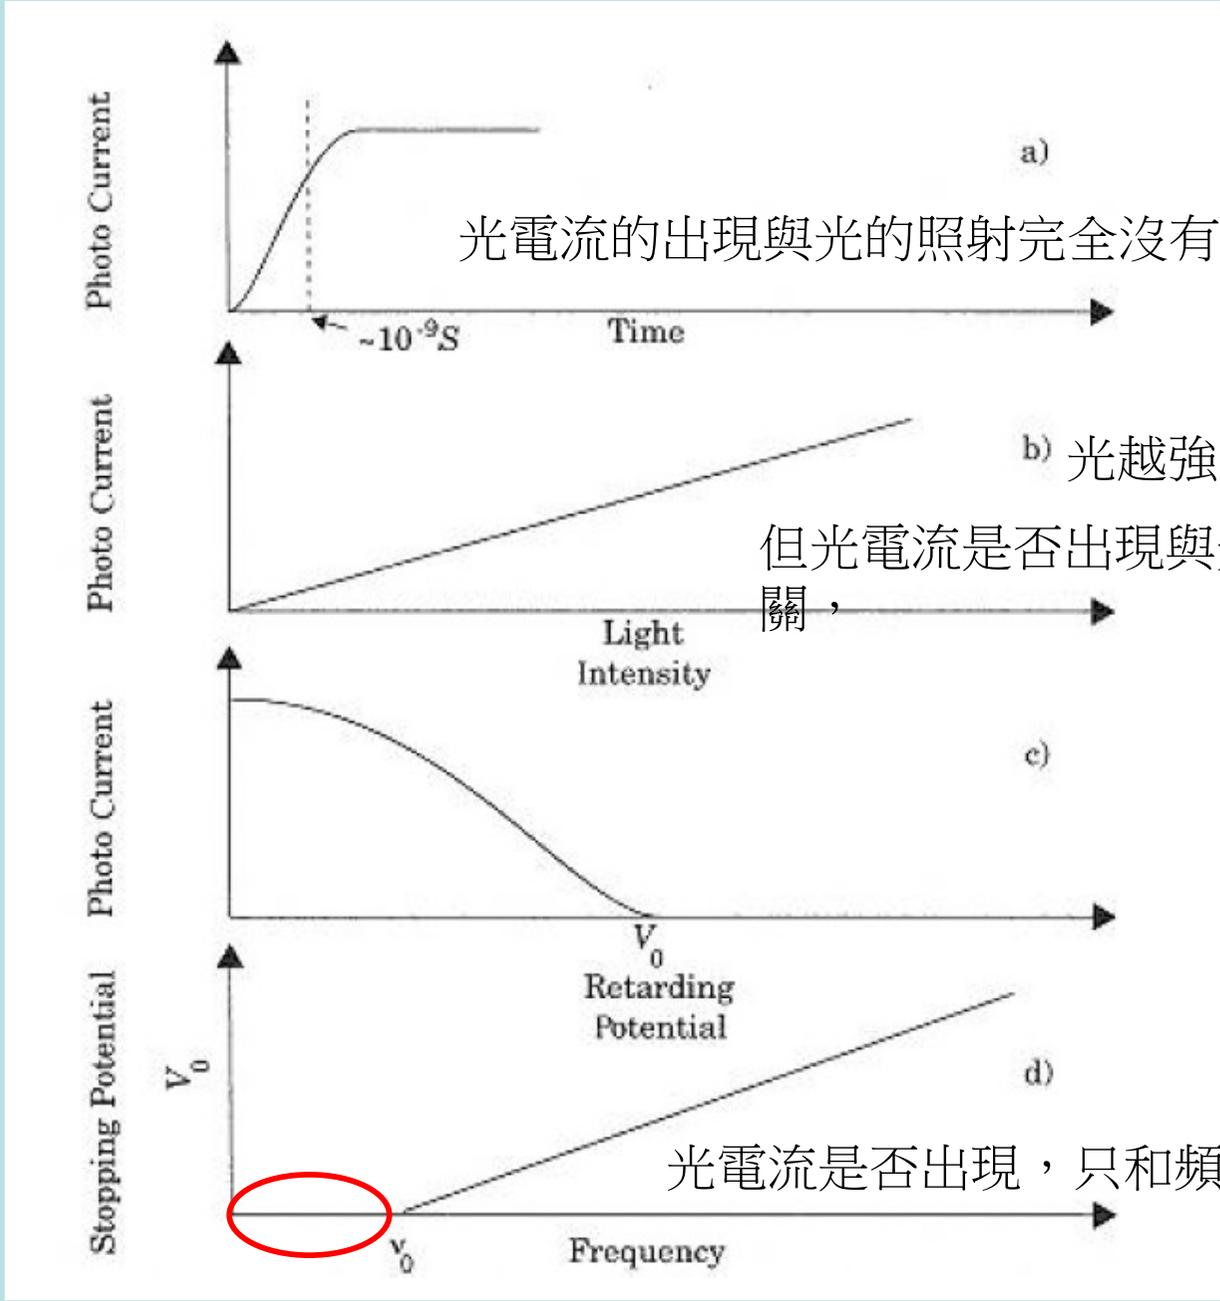 Photo Current
a)
光電流的出現與光的照射完全沒有
~10⁻⁹S
Time
Photo Current
b)
光越強
但光電流是否出現與
關，
Light
Intensity
Photo Current
c)
V₀
Retarding
Potential
Stopping Potential
V₀
d)
光電流是否出現，只和頻
ν₀
Frequency